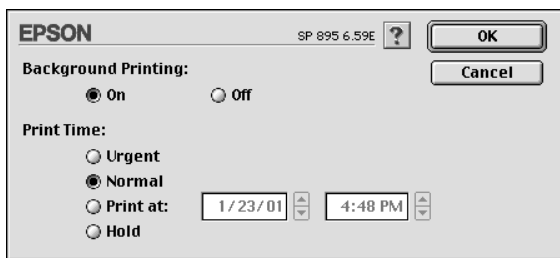 EPSON SP 895 6.59E ? OK
Background Printing: Cancel
On Off
Print Time:
Urgent
Normal
Print at: 1/23/01 4:48 PM
Hold